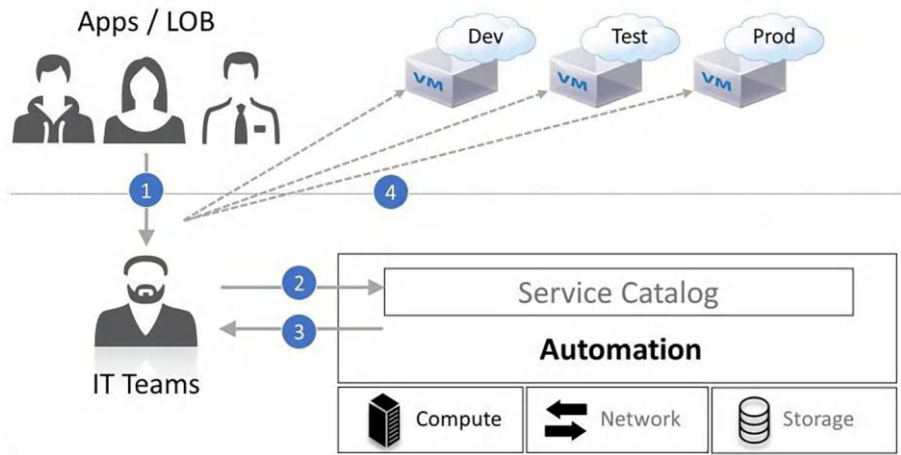 Apps / LOB
Dev
Test
Prod
VM
VM
VM
1
4
2
Service Catalog
3
Automation
IT Teams
Compute
Network
Storage